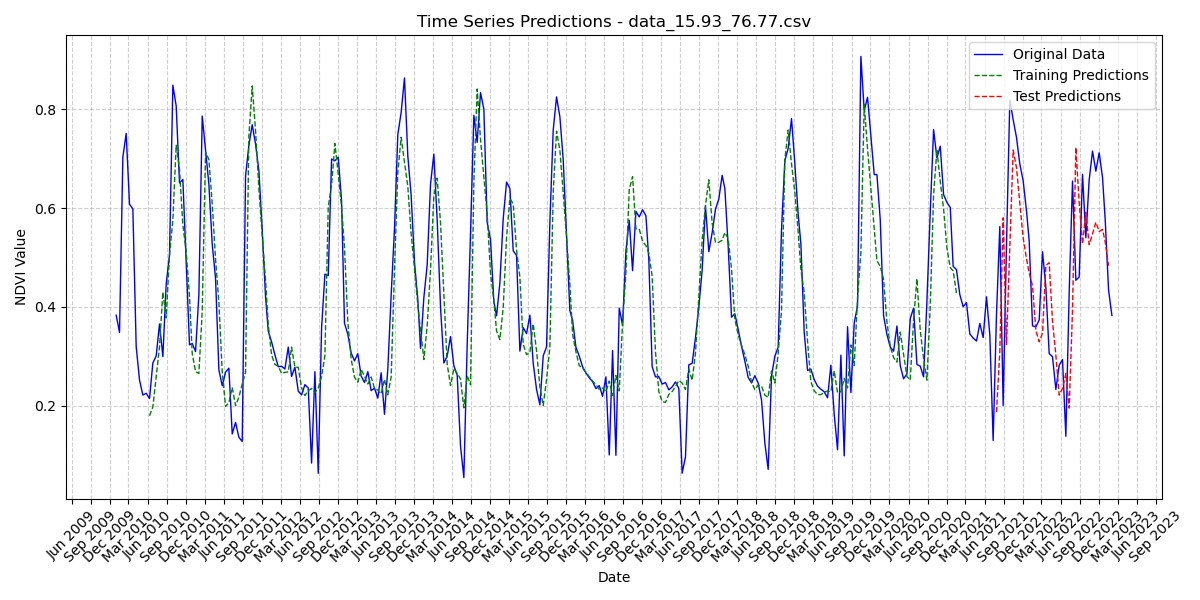 Time Series Predictions - data_15.93_76.77.csv
Original Data
Training Predictions
Test Predictions
NDVI Value
0.8
0.6
0.4
0.2
Jun 2009
Sep 2009
Dec 2009
Mar 2010
Jun 2010
Sep 2010
Dec 2010
Mar 2011
Jun 2011
Sep 2011
Dec 2011
Mar 2012
Jun 2012
Sep 2012
Dec 2012
Mar 2013
Jun 2013
Sep 2013
Dec 2013
Mar 2014
Jun 2014
Sep 2014
Dec 2014
Mar 2015
Jun 2015
Sep 2015
Dec 2015
Mar 2016
Jun 2016
Sep 2016
Dec 2016
Mar 2017
Jun 2017
Sep 2017
Dec 2017
Mar 2018
Jun 2018
Sep 2018
Dec 2018
Mar 2019
Jun 2019
Sep 2019
Dec 2019
Mar 2020
Jun 2020
Sep 2020
Dec 2020
Mar 2021
Jun 2021
Sep 2021
Dec 2021
Mar 2022
Jun 2022
Sep 2022
Dec 2022
Mar 2023
Jun 2023
Sep 2023
Date